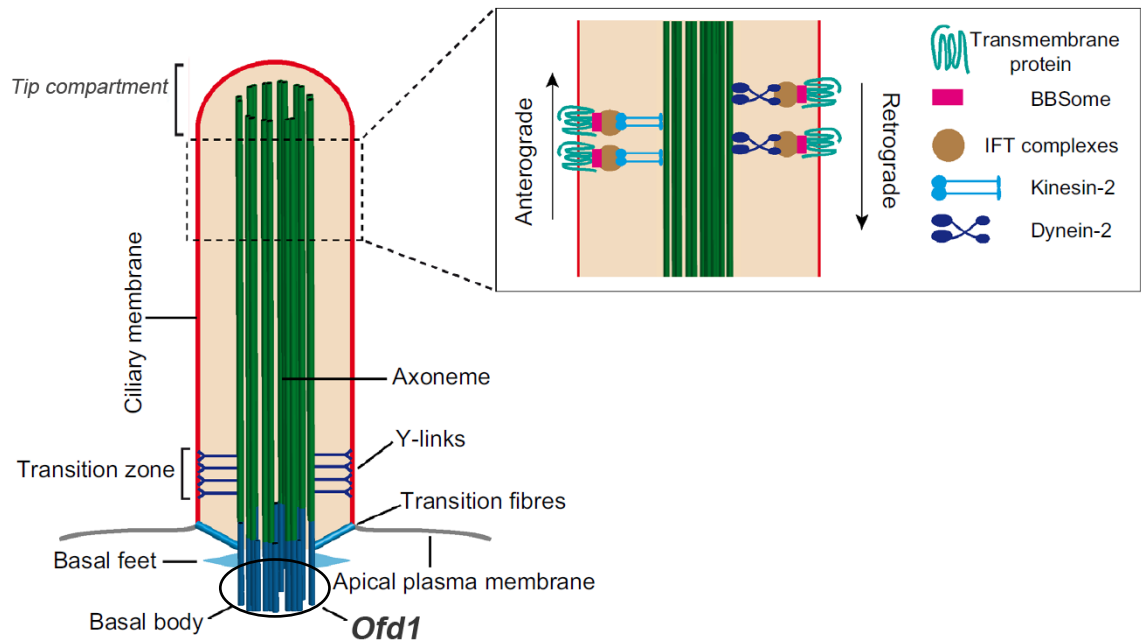 Tip compartment
Ciliary membrane
Axoneme
Y-links
Transition zone
Transition fibres
Basal feet
Apical plasma membrane
Basal body
Ofd1
Anterograde
Retrograde
Transmembrane
protein
BBSome
IFT complexes
Kinesin-2
Dynein-2